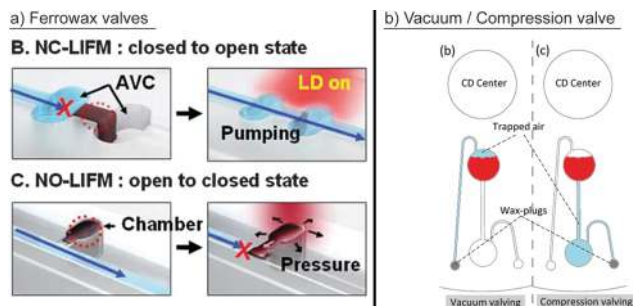 a) Ferrowax valves
B. NC-LIFM : closed to open state
AVC
X
LD on
Pumping
C. NO-LIFM : open to closed state
Chamber
X
Pressure
b) Vacuum / Compression valve
(b)
(c)
CD Center
CD Center
Trapped air
Wax-plugs
Vacuum valving
Compression valving